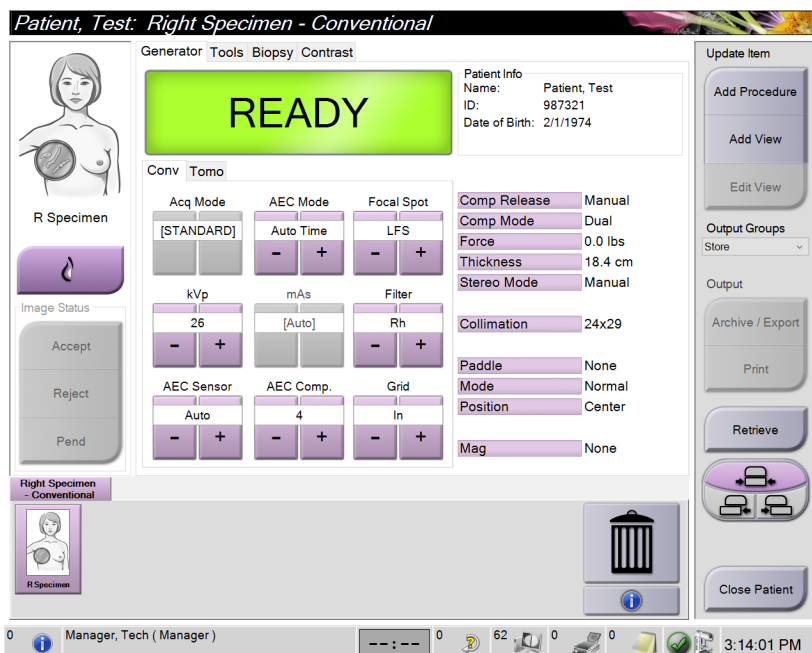 Patient, Test: Right Specimen - Conventional
Generator Tools Biopsy Contrast
READY
Patient Info
Name: Patient, Test
ID: 987321
Date of Birth: 2/1/1974
R Specimen
Image Status
Accept
Reject
Pend
Conv Tomo
Acq Mode AEC Mode Focal Spot
[STANDARD] Auto Time LFS
- + - +
kVp mAs Filter
26 [Auto] Rh
- + - +
AEC Sensor AEC Comp. Grid
Auto 4 In
- + - + - +
Comp Release Manual
Comp Mode Dual
Force 0.0 lbs
Thickness 18.4 cm
Stereo Mode Manual
Collimation 24x29
Paddle None
Mode Normal
Position Center
Mag None
Update Item
Add Procedure
Add View
Edit View
Output Groups
Store
Output
Archive / Export
Print
Retrieve
Close Patient
Right Specimen
- Conventional
R Specimen
0 Manager, Tech ( Manager ) --:-- 0 62 0 0 3:14:01 PM